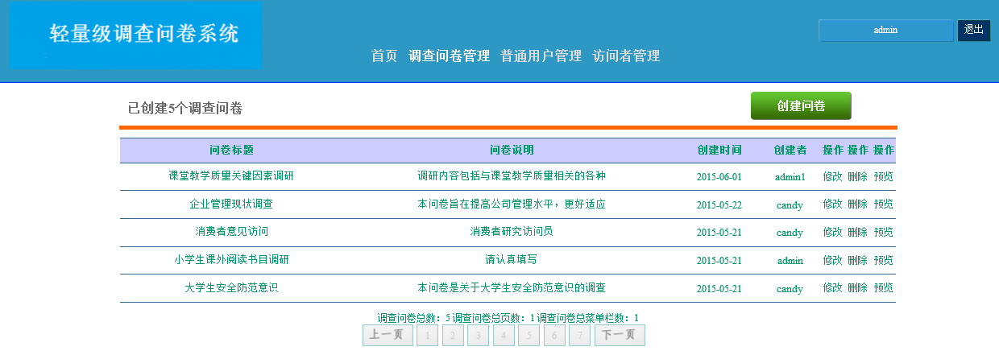 轻量级调查问卷系统
admin 退出
首页 调查问卷管理 普通用户管理 访问者管理
已创建5个调查问卷 创建问卷
问卷标题 问卷说明 创建时间 创建者 操作 操作 操作
课堂教学质量关键因素调研 调研内容包括与课堂教学质量相关的各种 2015-06-01 admin1 修改 删除 预览
企业管理现状调查 本问卷旨在提高公司管理水平，更好适应 2015-05-22 candy 修改 删除 预览
消费者意见访问 消费者研究访问员 2015-05-21 candy 修改 删除 预览
小学生课外阅读书目调研 请认真填写 2015-05-21 admin 修改 删除 预览
大学生安全防范意识 本问卷是关于大学生安全防范意识的调查 2015-05-21 candy 修改 删除 预览
调查问卷总数：5 调查问卷总页数：1 调查问卷总菜单栏数：1
上一页 1 2 3 4 5 6 7 下一页